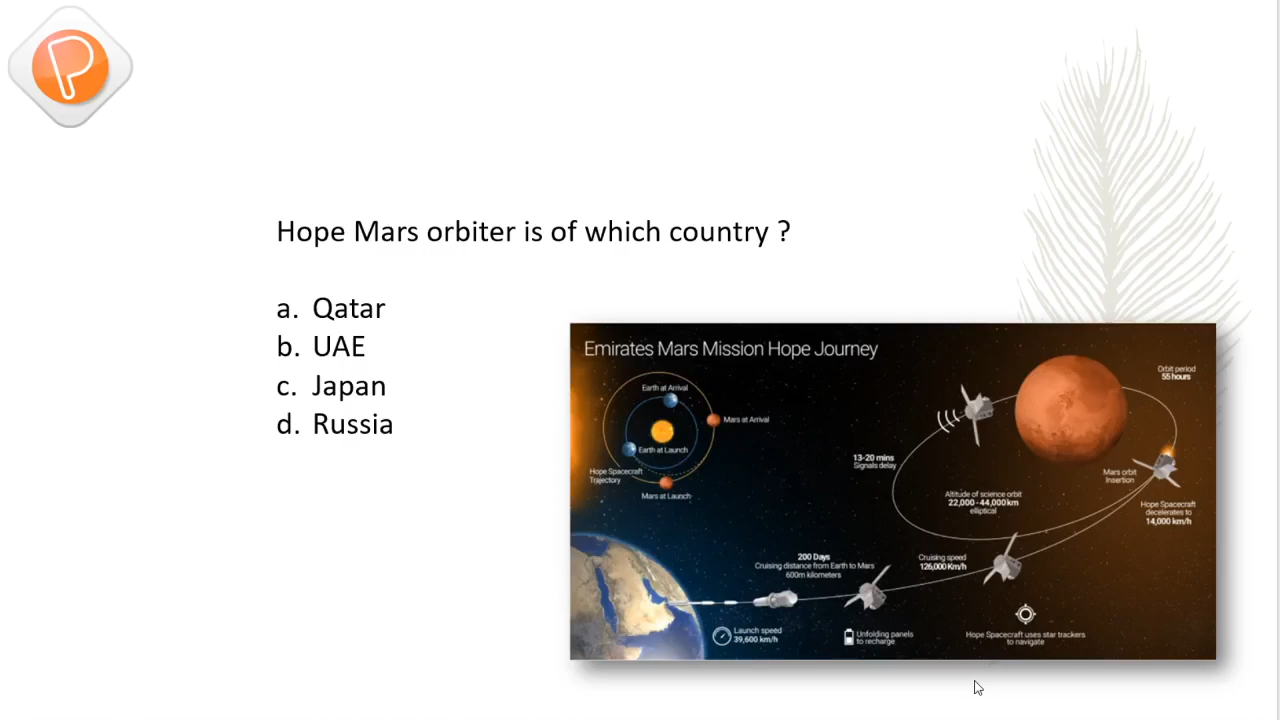 P
Hope Mars orbiter is of which country ?
a. Qatar
b. UAE
c. Japan
d. Russia
Emirates Mars Mission Hope Journey
Earth at Arrival
Mars at Arrival
Earth at Launch
Hope Spacecraft
Trajectory
Mars at Launch
Orbit period
55 hours
13-20 mins
Signals delay
Mars orbit
Insertion
Altitude of science orbit
22,000 - 44,000 km
elliptical
Hope Spacecraft
decelerates to
14,000 km/h
200 Days
Cruising distance from Earth to Mars
600m kilometers
Cruising speed
126,000 Km/h
Launch speed
39,600 km/h
Unfolding panels
to recharge
Hope Spacecraft uses star trackers
to navigate